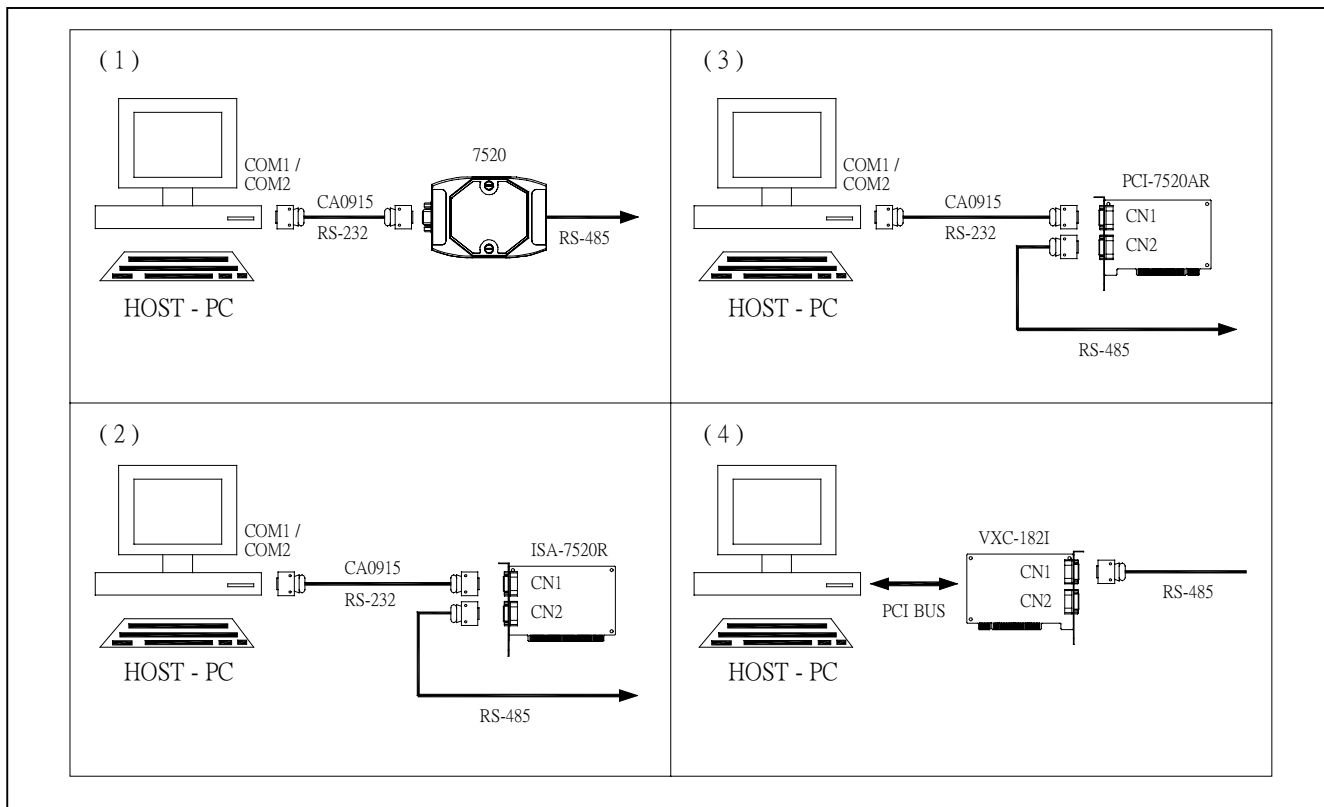 ( 1 )
COM1 /
COM2
CA0915
RS-232
7520
RS-485
HOST - PC
( 2 )
COM1 /
COM2
CA0915
RS-232
ISA-7520R
CN1
CN2
HOST - PC
RS-485
( 3 )
COM1 /
COM2
CA0915
RS-232
PCI-7520AR
CN1
CN2
HOST - PC
RS-485
( 4 )
VXC-182I
CN1
CN2
PCI BUS
RS-485
HOST - PC